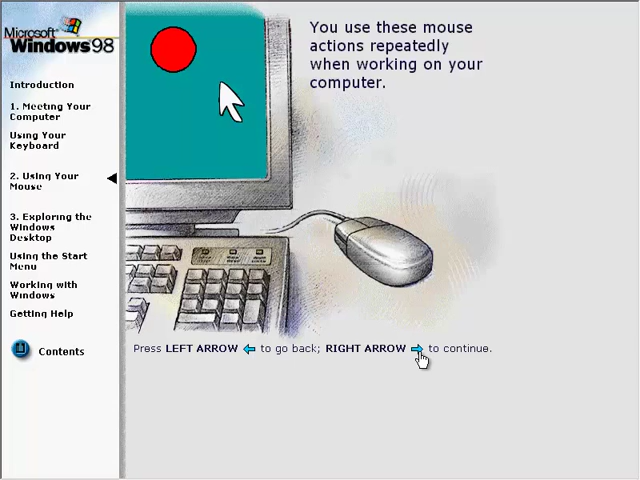 Microsoft
Windows 98
Introduction
1. Meeting Your
Computer
Using Your
Keyboard
2. Using Your
Mouse
3. Exploring the
Windows
Desktop
Using the Start
Menu
Working with
Windows
Getting Help
Contents
You use these mouse
actions repeatedly
when working on your
computer.
Press LEFT ARROW to go back; RIGHT ARROW to continue.